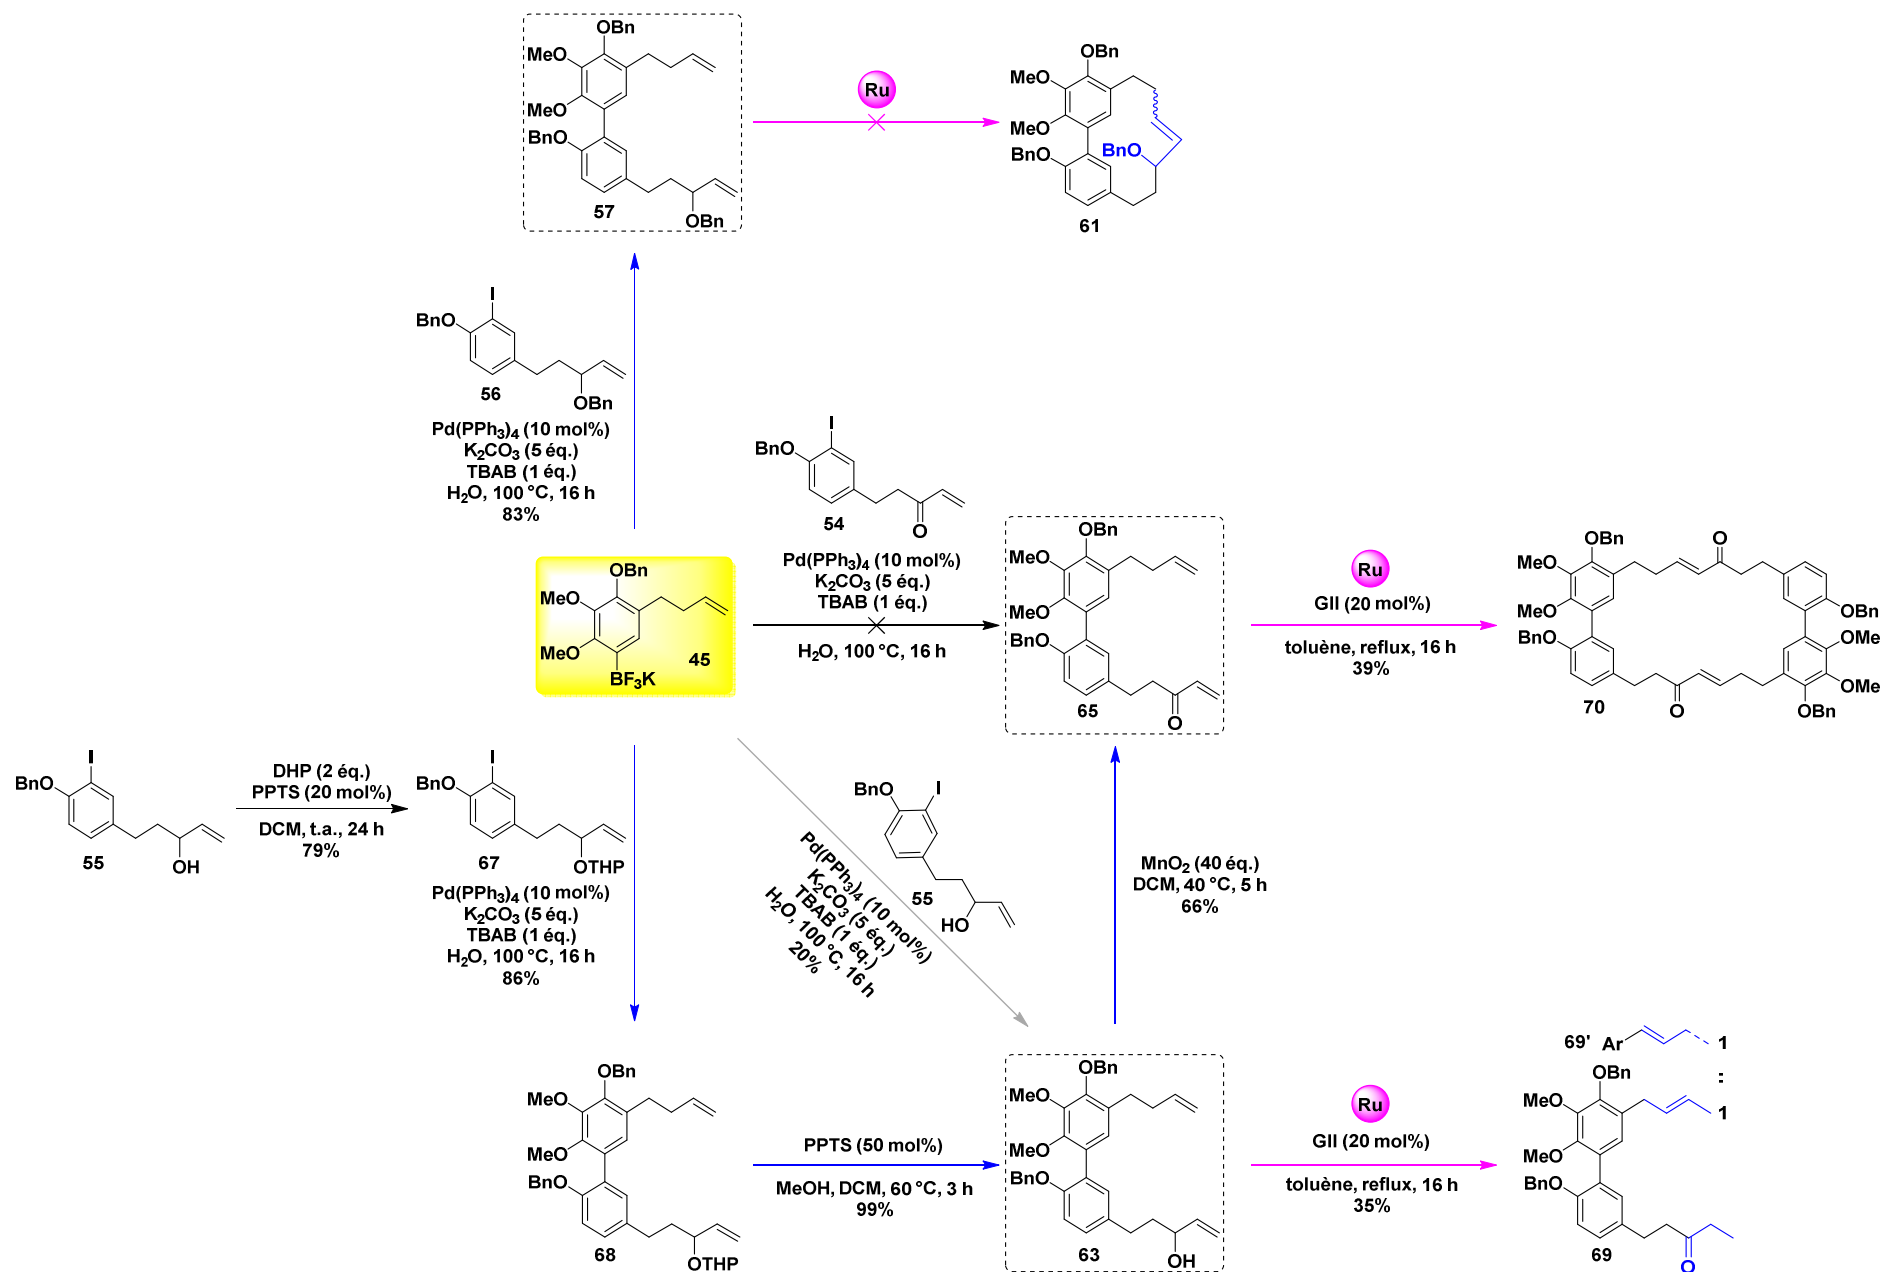 OBn
MeO
MeO
BnO
57
OBn
Ru
OBn
MeO
MeO
BnO
BnO
61
I
BnO
56
OBn
Pd(PPh3)4 (10 mol%)
K2CO3 (5 éq.)
TBAB (1 éq.)
H2O, 100 °C, 16 h
83%
I
BnO
54
O
Pd(PPh3)4 (10 mol%)
K2CO3 (5 éq.)
TBAB (1 éq.)
H2O, 100 °C, 16 h
OBn
MeO
MeO
45
BF3K
OBn
MeO
MeO
BnO
65
O
Ru
GII (20 mol%)
toluène, reflux, 16 h
39%
OBn
O
MeO
MeO
BnO
OBn
OMe
OMe
OBn
O
70
I
BnO
55
OH
DHP (2 éq.)
PPTS (20 mol%)
DCM, t.a., 24 h
79%
I
BnO
67
OTHP
Pd(PPh3)4 (10 mol%)
K2CO3 (5 éq.)
TBAB (1 éq.)
H2O, 100 °C, 16 h
86%
I
BnO
55
HO
Pd(PPh3)4 (10 mol%)
K2CO3 (5 éq.)
TBAB (1 éq.)
H2O, 100 °C, 16 h
20%
MnO2 (40 éq.)
DCM, 40 °C, 5 h
66%
OBn
MeO
MeO
BnO
68
OTHP
PPTS (50 mol%)
MeOH, DCM, 60 °C, 3 h
99%
OBn
MeO
MeO
BnO
63
OH
Ru
GII (20 mol%)
toluène, reflux, 16 h
35%
69' Ar 1
:
OBn
MeO 1
MeO
BnO
69
O